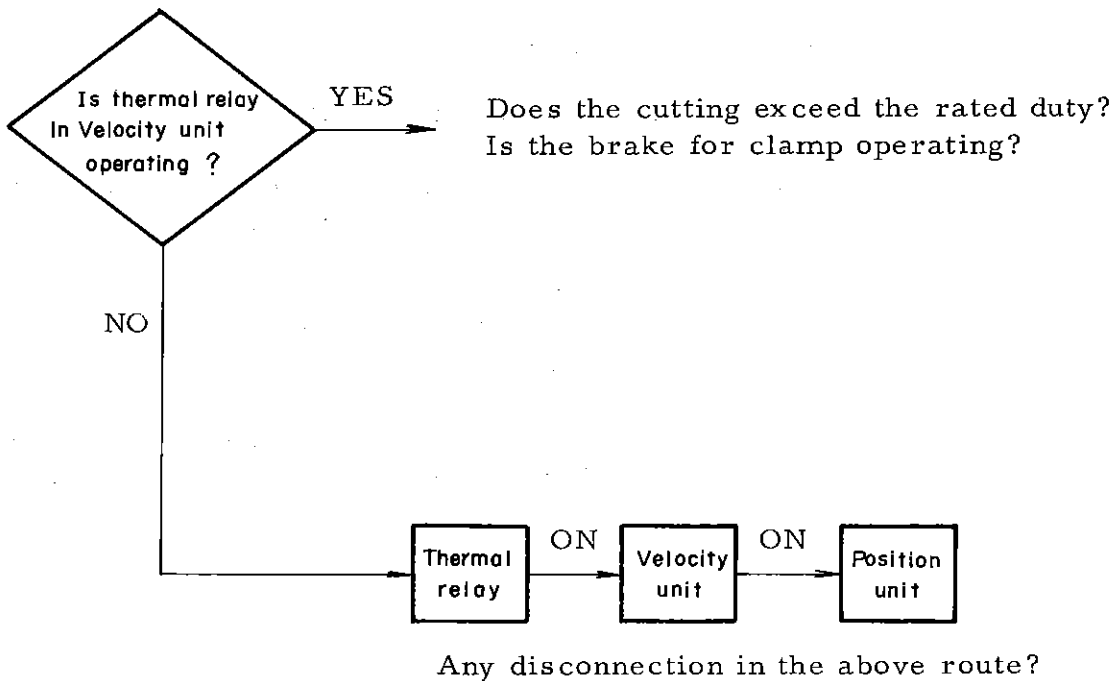 Is thermal relay
In Velocity unit
operating ?
YES
Does the cutting exceed the rated duty?
Is the brake for clamp operating?
NO
Thermal
relay
ON
Velocity
unit
ON
Position
unit
Any disconnection in the above route?